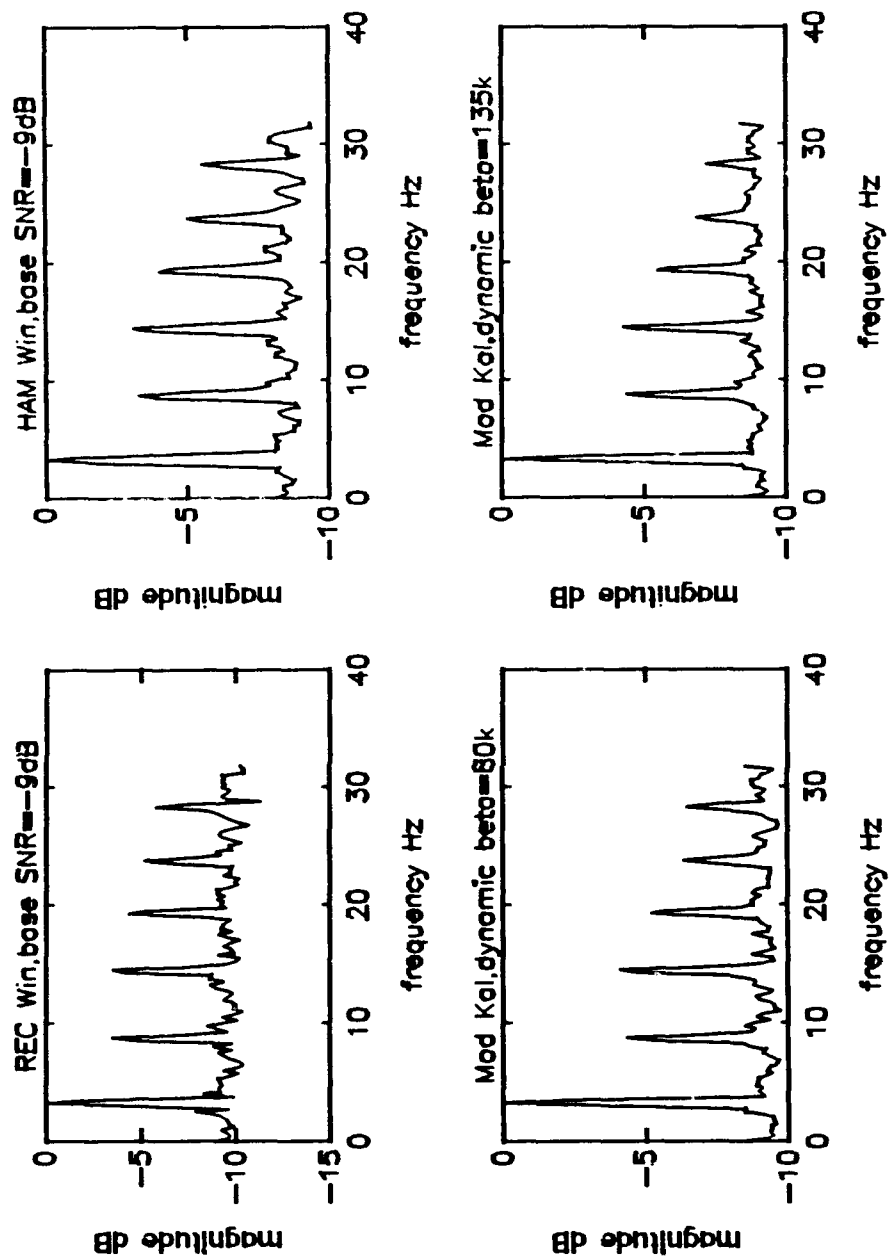 REC Win,base SNR=-9dB
magnitude dB
0
-5
-10
-15
0 10 20 30 40
frequency Hz
HAM Win,base SNR=-9dB
magnitude dB
0
-5
-10
0 10 20 30 40
frequency Hz
Mod Kal,dynamic beta=80k
magnitude dB
0
-5
-10
0 10 20 30 40
frequency Hz
Mod Kal,dynamic beta=135k
magnitude dB
0
-5
-10
0 10 20 30 40
frequency Hz